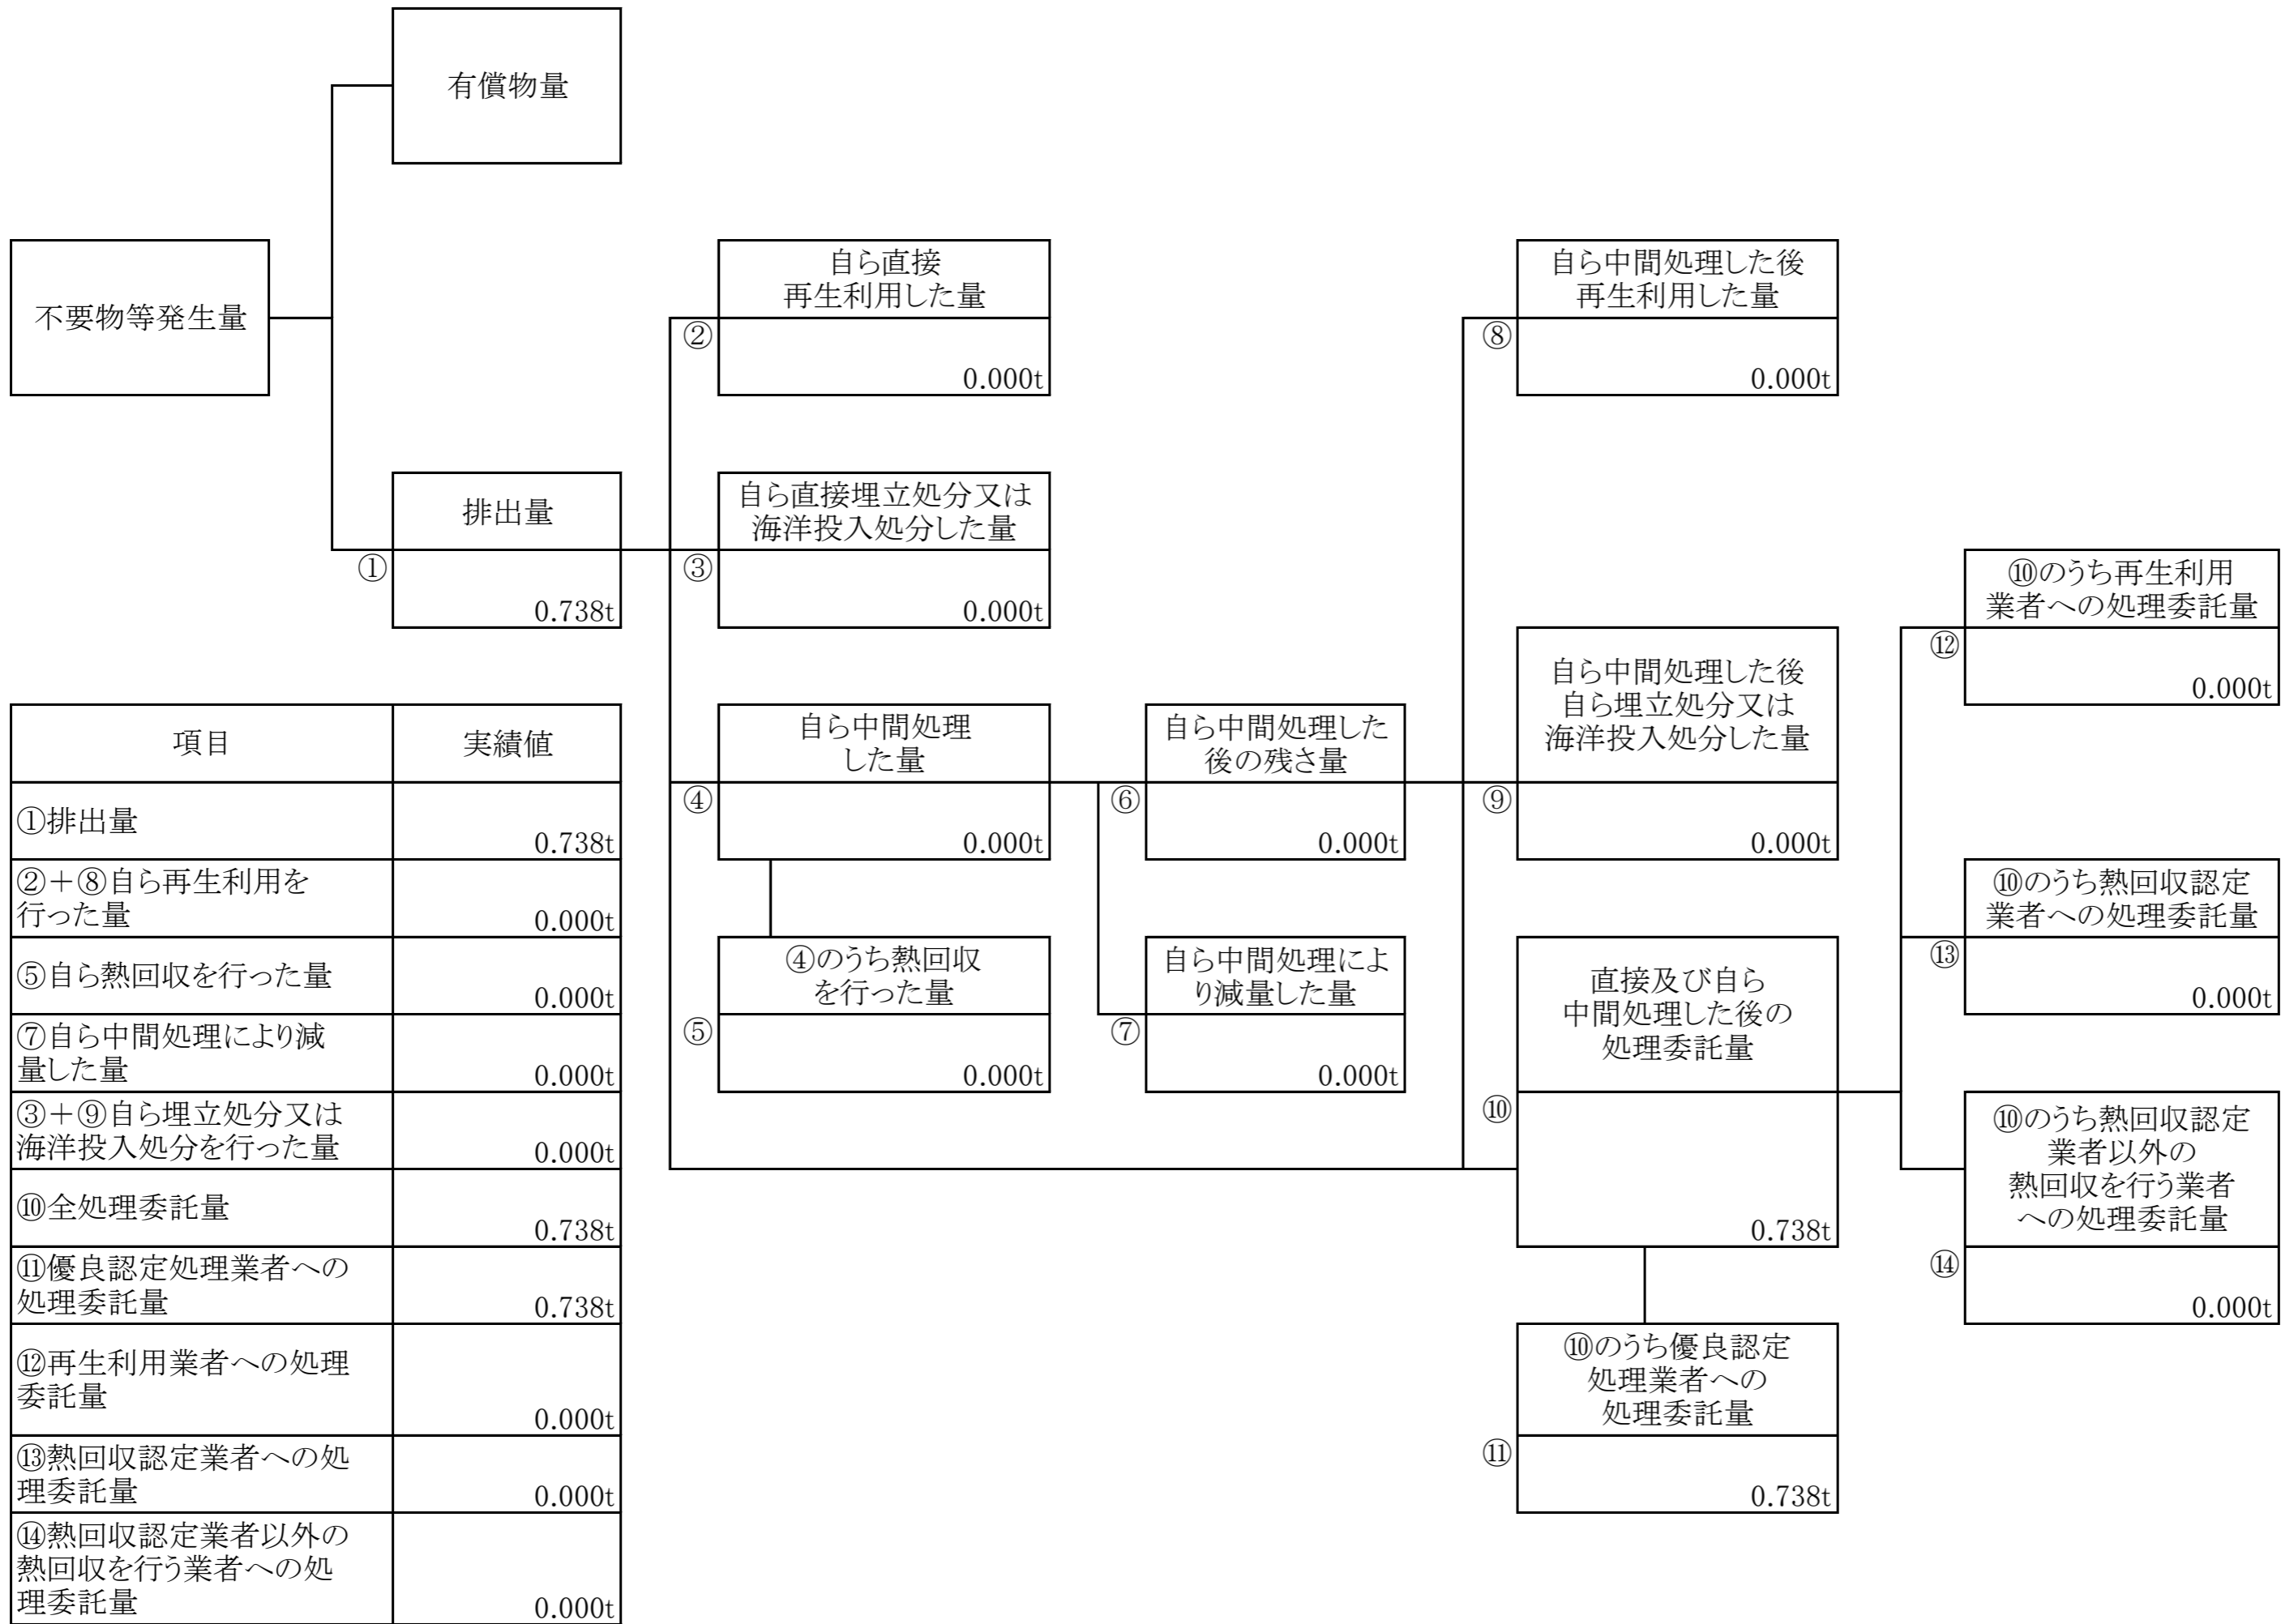 有償物量
不要物等発生量
自ら直接
再生利用した量
②
0.000t
自ら中間処理した後
再生利用した量
⑧
0.000t
排出量
①
0.738t
自ら直接埋立処分又は
海洋投入処分した量
③
0.000t
⑩のうち再生利用
業者への処理委託量
⑫
0.000t
自ら中間処理した後
自ら埋立処分又は
海洋投入処分した量
⑨
0.000t
自ら中間処理
した量
④
0.000t
自ら中間処理した
後の残さ量
⑥
0.000t
⑩のうち熱回収認定
業者への処理委託量
⑬
0.000t
④のうち熱回収
を行った量
⑤
0.000t
自ら中間処理によ
り減量した量
⑦
0.000t
直接及び自ら
中間処理した後の
処理委託量
⑩
0.738t
⑩のうち熱回収認定
業者以外の
熱回収を行う業者
への処理委託量
⑭
0.000t
⑩のうち優良認定
処理業者への
処理委託量
⑪
0.738t
項目 実績値
①排出量
0.738t
②+⑧自ら再生利用を
行った量
0.000t
⑤自ら熱回収を行った量
0.000t
⑦自ら中間処理により減
量した量
0.000t
③+⑨自ら埋立処分又は
海洋投入処分を行った量
0.000t
⑩全処理委託量
0.738t
⑪優良認定処理業者への
処理委託量
0.738t
⑫再生利用業者への処理
委託量
0.000t
⑬熱回収認定業者への処
理委託量
0.000t
⑭熱回収認定業者以外の
熱回収を行う業者への処
理委託量
0.000t